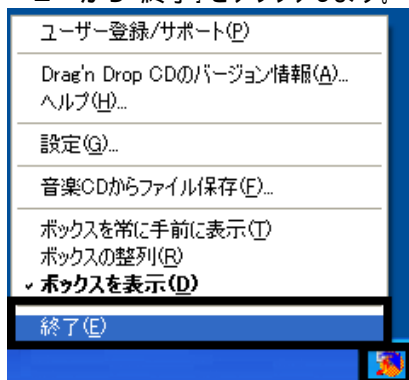 ユーザー登録/サポート(P)
Drag'n Drop CDのバージョン情報(A)...
ヘルプ(H)...
設定(G)...
音楽CDからファイル保存(F)...
ボックスを常に手前に表示(T)
ボックスの整列(R)
ボックスを表示(D)
終了(E)